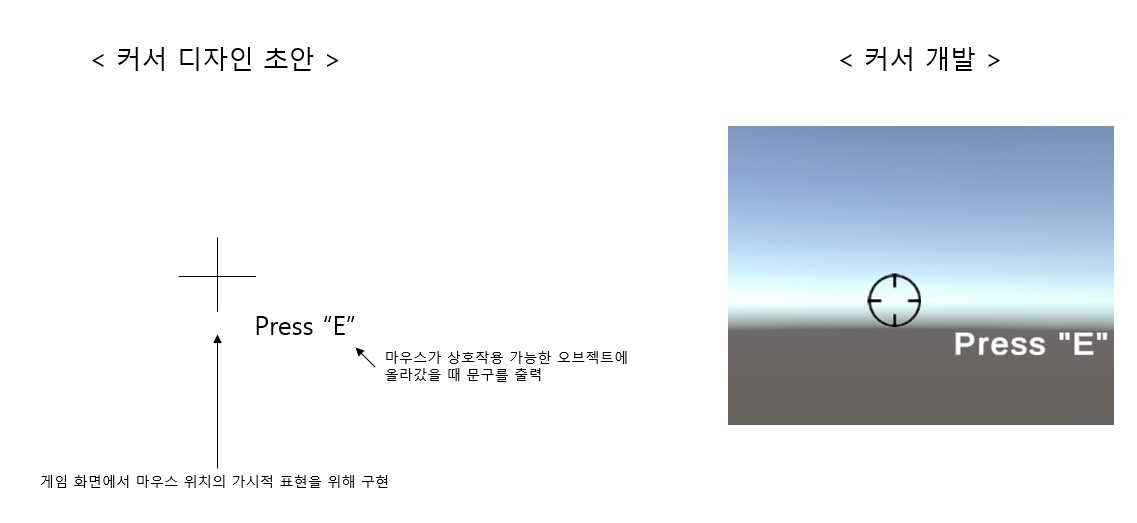 < 커서 디자인 초안 >
< 커서 개발 >
Press “E”
마우스가 상호작용 가능한 오브젝트에
올라갔을 때 문구를 출력
게임 화면에서 마우스 위치의 가시적 표현을 위해 구현
Press "E"